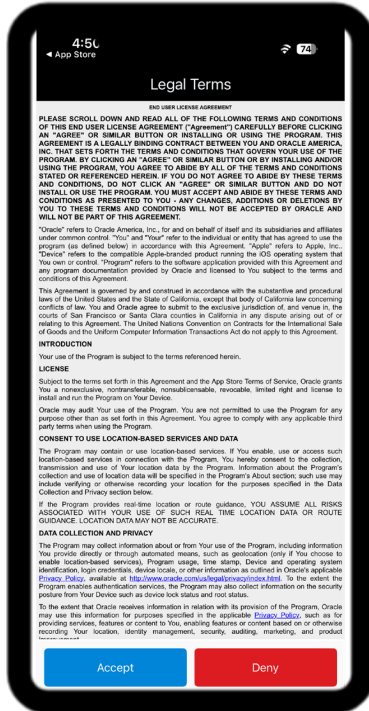 4:50
◀ App Store
74
Legal Terms
END USER LICENSE AGREEMENT
PLEASE SCROLL DOWN AND READ ALL OF THE FOLLOWING TERMS AND CONDITIONS
OF THIS END USER LICENSE AGREEMENT ("Agreement") CAREFULLY BEFORE CLICKING
AN "AGREE" OR SIMILAR BUTTON OR INSTALLING OR USING THE PROGRAM. THIS
AGREEMENT IS A LEGALLY BINDING CONTRACT BETWEEN YOU AND ORACLE AMERICA,
INC. THAT SETS FORTH THE TERMS AND CONDITIONS THAT GOVERN YOUR USE OF THE
PROGRAM. BY CLICKING AN "AGREE" OR SIMILAR BUTTON OR BY INSTALLING AND/OR
USING THE PROGRAM, YOU AGREE TO ABIDE BY ALL OF THE TERMS AND CONDITIONS
STATED OR REFERENCED HEREIN. IF YOU DO NOT AGREE TO ABIDE BY THESE TERMS
AND CONDITIONS, DO NOT CLICK AN "AGREE" OR SIMILAR BUTTON AND DO NOT
INSTALL OR USE THE PROGRAM. YOU MUST ACCEPT AND ABIDE BY THESE TERMS AND
CONDITIONS AS PRESENTED TO YOU - ANY CHANGES, ADDITIONS OR DELETIONS BY
YOU TO THESE TERMS AND CONDITIONS WILL NOT BE ACCEPTED BY ORACLE AND
WILL NOT BE PART OF THIS AGREEMENT.
"Oracle" refers to Oracle America, Inc., for and on behalf of itself and its subsidiaries and affiliates
under common control. "You" and "Your" refer to the individual or entity that has agreed to use the
program (as defined below) in accordance with this Agreement. "Apple" refers to Apple, Inc..
"Device" refers to the compatible Apple-branded product running the iOS operating system that
You own or control. "Program" refers to the software application provided with this Agreement and
any program documentation provided by Oracle and licensed to You subject to the terms and
conditions of this Agreement.
This Agreement is governed by and construed in accordance with the substantive and procedural
laws of the United States and the State of California, except that body of California law concerning
conflicts of law. You and Oracle agree to submit to the exclusive jurisdiction of, and venue in, the
courts of San Francisco or Santa Clara counties in California in any dispute arising out of or
relating to this Agreement. The United Nations Convention on Contracts for the International Sale
of Goods and the Uniform Computer Information Transactions Act do not apply to this Agreement.
INTRODUCTION
Your use of the Program is subject to the terms referenced herein.
LICENSE
Subject to the terms set forth in this Agreement and the App Store Terms of Service, Oracle grants
You a nonexclusive, nontransferable, nonsublicensable, revocable, limited right and license to
install and run the Program on Your Device.
Oracle may audit Your use of the Program. You are not permitted to use the Program for any
purpose other than as set forth in this Agreement. You agree to comply with any applicable third
party terms when using the Program.
CONSENT TO USE LOCATION-BASED SERVICES AND DATA
The Program may contain or use location-based services. If You enable, use or access such
location-based services in connection with the Program, You hereby consent to the collection,
transmission and use of Your location data by the Program. Information about the Program's
collection and use of location data will be specified in the Program's About section; such use may
include verifying or otherwise recording your location for the purposes specified in the Data
Collection and Privacy section below.
If the Program provides real-time location or route guidance, YOU ASSUME ALL RISKS
ASSOCIATED WITH YOUR USE OF SUCH REAL TIME LOCATION DATA OR ROUTE
GUIDANCE. LOCATION DATA MAY NOT BE ACCURATE.
DATA COLLECTION AND PRIVACY
The Program may collect information about or from Your use of the Program, including information
You provide directly or through automated means, such as geolocation (only if You choose to
enable location-based services), Program usage, time stamp, Device and operating system
identification, login credentials, device locale, or other information as outlined in Oracle's applicable
Privacy Policy, available at http://www.oracle.com/us/legal/privacy/index.html. To the extent the
Program enables authentication services, the Program may also collect information on the security
posture from Your Device such as device lock status and root status.
To the extent that Oracle receives information in relation with its provision of the Program, Oracle
may use this information for purposes specified in the applicable Privacy Policy, such as for
providing services, features or content to You, enabling features or content based on or otherwise
recording Your location, identity management, security, auditing, marketing, and product
improvement.
Accept
Deny